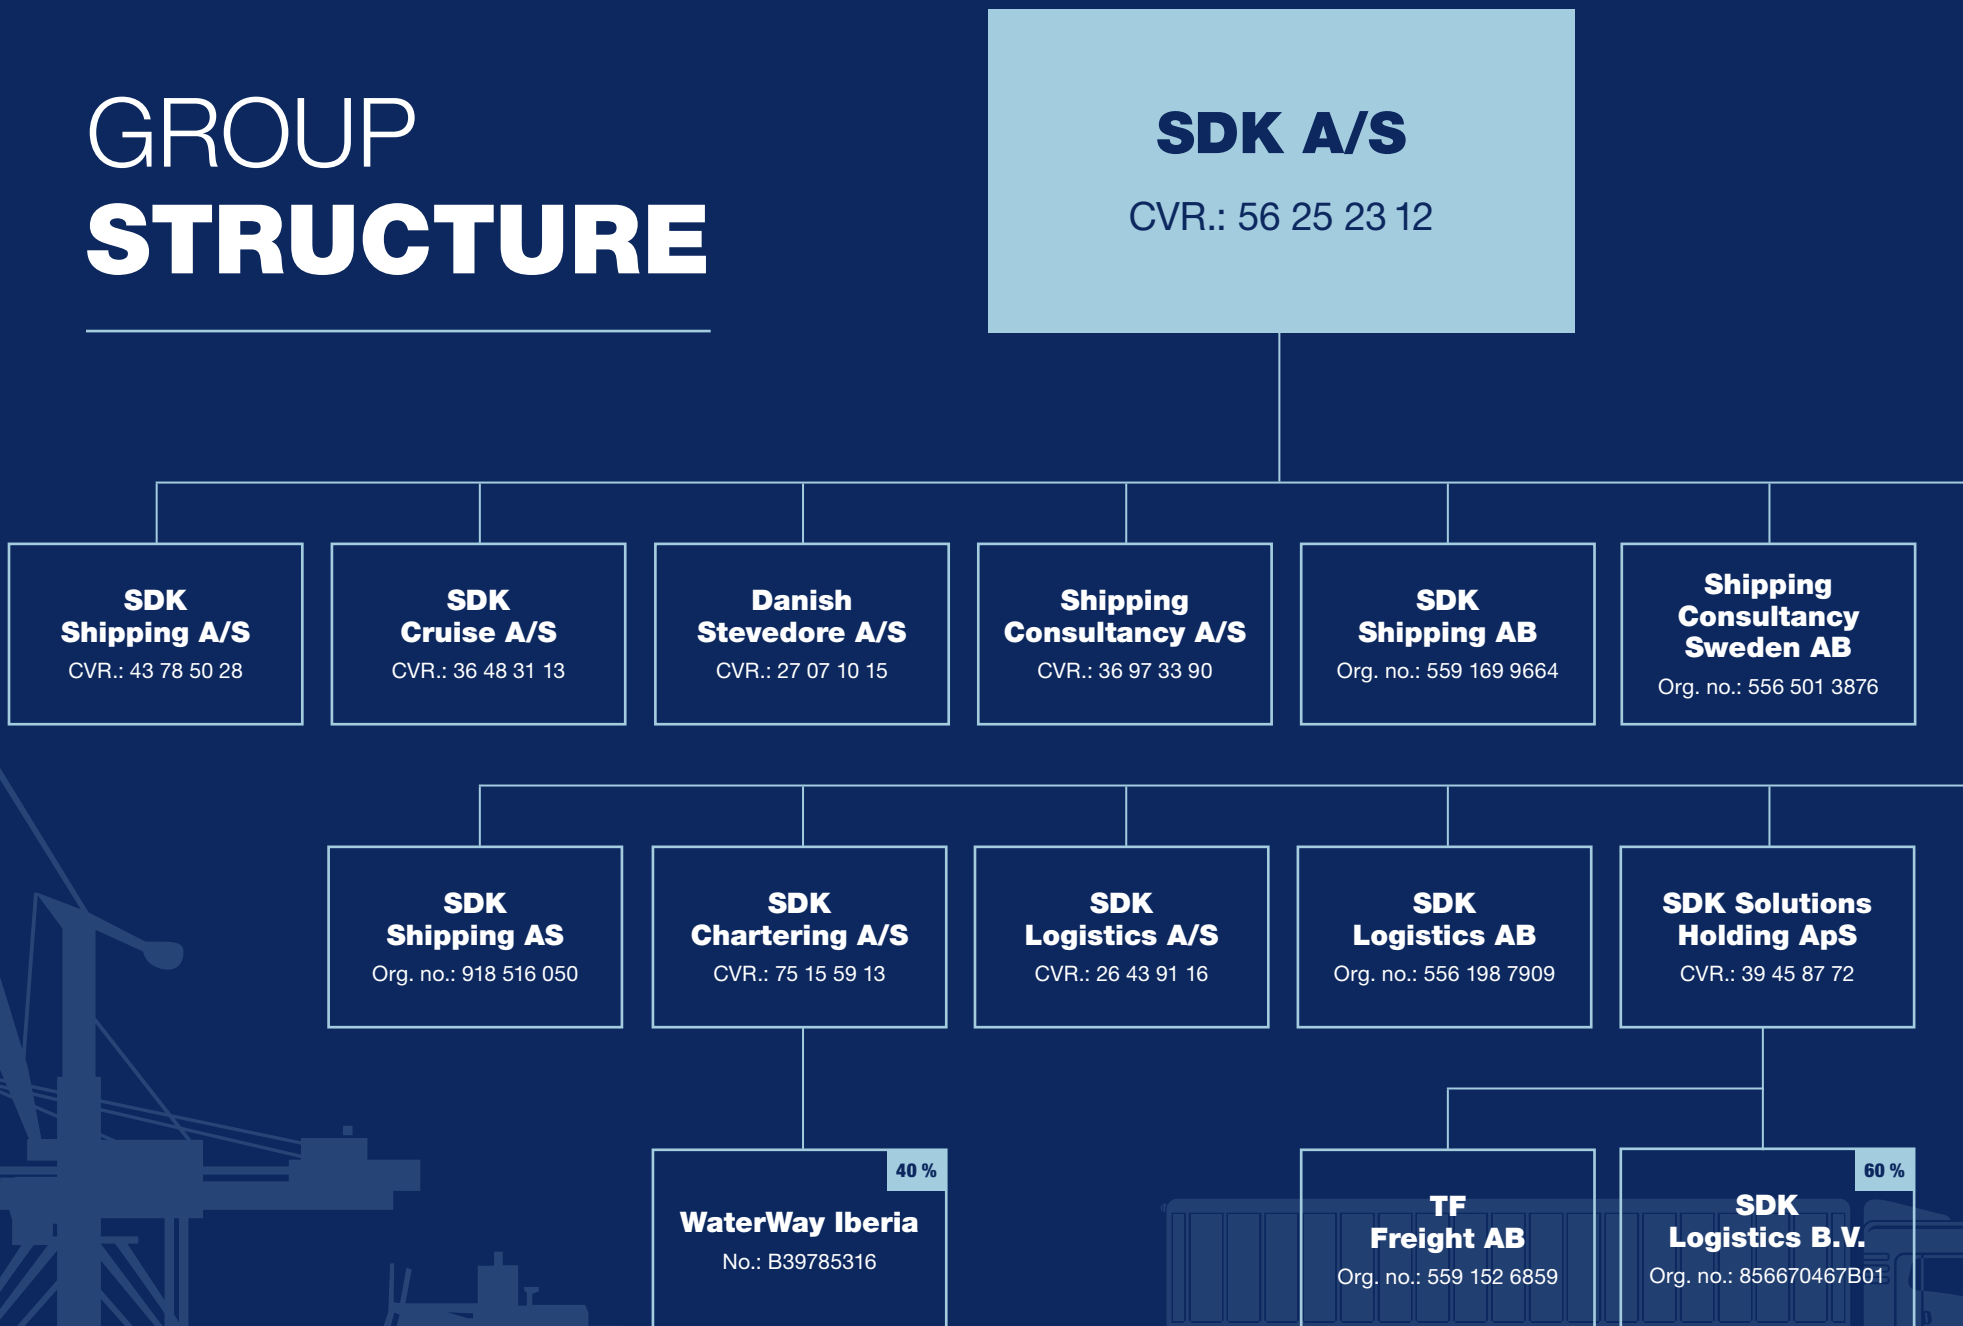 GROUP
STRUCTURE
SDK A/S
CVR.: 56 25 23 12
SDK
Shipping A/S
CVR.: 43 78 50 28
SDK
Cruise A/S
CVR.: 36 48 31 13
Danish
Stevedore A/S
CVR.: 27 07 10 15
Shipping
Consultancy A/S
CVR.: 36 97 33 90
SDK
Shipping AB
Org. no.: 559 169 9664
Shipping
Consultancy
Sweden AB
Org. no.: 556 501 3876
SDK
Shipping AS
Org. no.: 918 516 050
SDK
Chartering A/S
CVR.: 75 15 59 13
SDK
Logistics A/S
CVR.: 26 43 91 16
SDK
Logistics AB
Org. no.: 556 198 7909
SDK Solutions
Holding ApS
CVR.: 39 45 87 72
40 %
WaterWay Iberia
No.: B39785316
TF
Freight AB
Org. no.: 559 152 6859
60 %
SDK
Logistics B.V.
Org. no.: 856670467B01